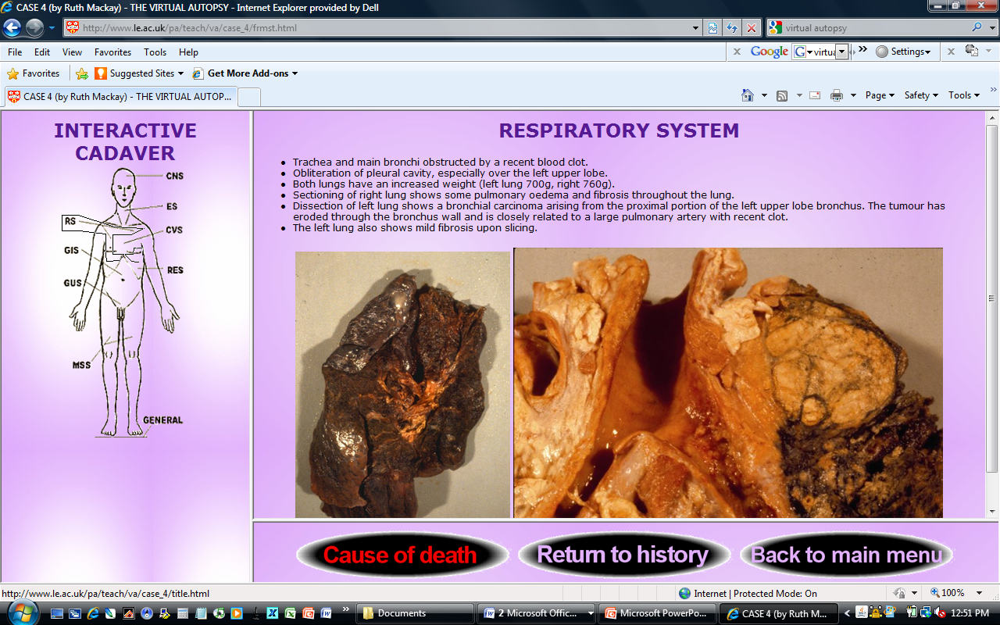 CASE 4 (by Ruth Mackay) - THE VIRTUAL AUTOPSY - Internet Explorer provided by Dell
http://www.le.ac.uk/pa/teach/va/case_4/frmst.html
virtual autopsy
File Edit View Favorites Tools Help
Google virtua Settings
Favorites Suggested Sites Get More Add-ons
CASE 4 (by Ruth Mackay) - THE VIRTUAL AUTOP...
Page Safety Tools
INTERACTIVE
CADAVER
CNS
ES
RS
CVS
GIS
RES
GUS
MSS
GENERAL
RESPIRATORY SYSTEM
• Trachea and main bronchi obstructed by a recent blood clot.
• Obliteration of pleural cavity, especially over the left upper lobe.
• Both lungs have an increased weight (left lung 700g, right 760g).
• Sectioning of right lung shows some pulmonary oedema and fibrosis throughout the lung.
• Dissection of left lung shows a bronchial carcinoma arising from the proximal portion of the left upper lobe bronchus. The tumour has
eroded through the bronchus wall and is closely related to a large pulmonary artery with recent clot.
• The left lung also shows mild fibrosis upon slicing.
Cause of death
Return to history
Back to main menu
http://www.le.ac.uk/pa/teach/va/case_4/title.html
Internet | Protected Mode: On
100%
Documents
2 Microsoft Offic...
Microsoft PowerPo...
CASE 4 (by Ruth M...
12:51 PM